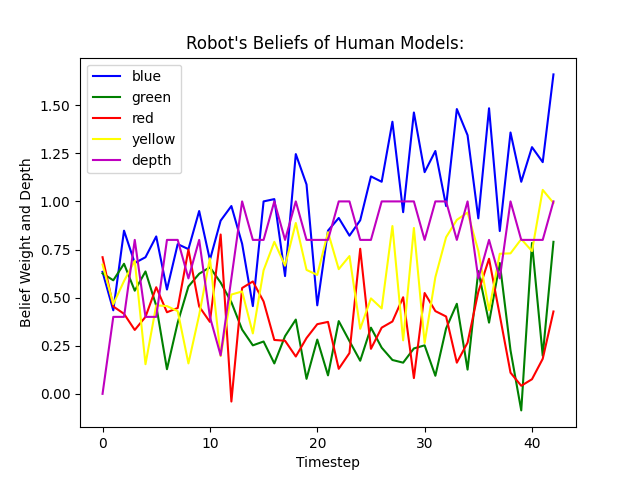 Robot's Beliefs of Human Models:
blue
green
red
yellow
depth
Belief Weight and Depth
1.50
1.25
1.00
0.75
0.50
0.25
0.00
0
10
20
30
40
Timestep